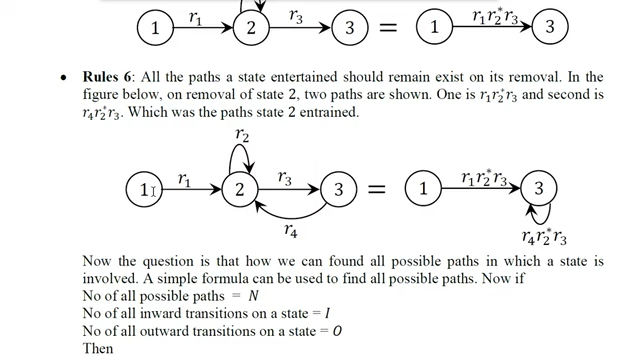 1 r₁ 2 r₃ 3 = 1 r₁r₂*r₃ 3
• Rules 6: All the paths a state entertained should remain exist on its removal. In the
figure below, on removal of state 2, two paths are shown. One is r₁r₂*r₃ and second is
r₄r₂*r₃. Which was the paths state 2 entrained.
r₂
1 r₁ 2 r₃ 3 = 1 r₁r₂*r₃ 3
r₄ r₄r₂*r₃
Now the question is that how we can found all possible paths in which a state is
involved. A simple formula can be used to find all possible paths. Now if
No of all possible paths = N
No of all inward transitions on a state = I
No of all outward transitions on a state = O
Then